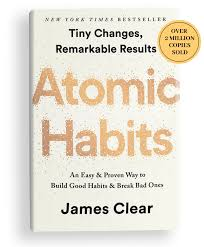 NEW YORK TIMES BESTSELLER
Tiny Changes,
Remarkable Results
OVER
2 MILLION
COPIES
SOLD
Atomic
Habits
An Easy & Proven Way to
Build Good Habits & Break Bad Ones
James Clear